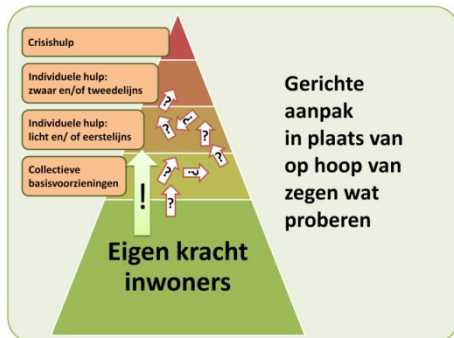 Crisishulp
Individuele hulp:
zwaar en/of tweedelijns
Individuele hulp:
licht en/ of eerstelijns
Collectieve
basisvoorzieningen
?
?
?
?
?
?
?
?
!
Eigen kracht
inwoners
Gerichte
aanpak
in plaats van
op hoop van
zegen wat
proberen